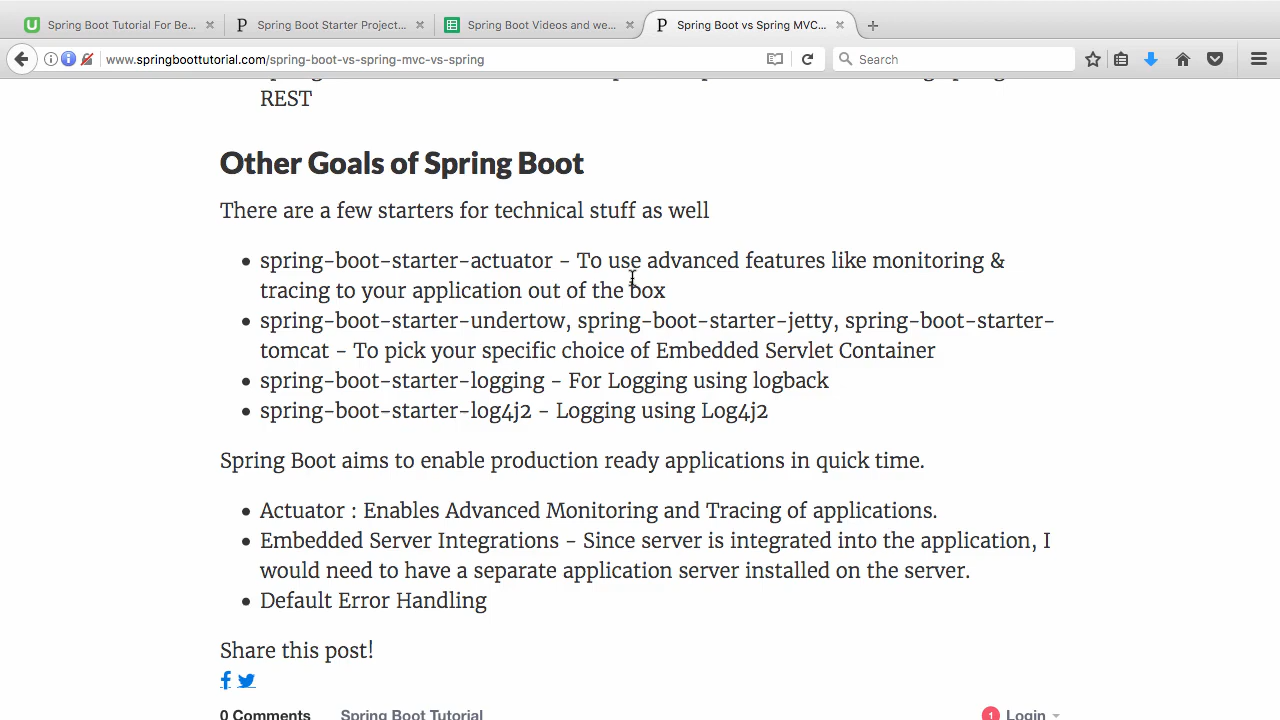 Spring Boot Tutorial For Be...
Spring Boot Starter Project...
Spring Boot Videos and we...
Spring Boot vs Spring MVC...
www.springboottutorial.com/spring-boot-vs-spring-mvc-vs-spring
Search
REST
Other Goals of Spring Boot
There are a few starters for technical stuff as well
• spring-boot-starter-actuator - To use advanced features like monitoring &
tracing to your application out of the box
• spring-boot-starter-undertow, spring-boot-starter-jetty, spring-boot-starter-
tomcat - To pick your specific choice of Embedded Servlet Container
• spring-boot-starter-logging - For Logging using logback
• spring-boot-starter-log4j2 - Logging using Log4j2
Spring Boot aims to enable production ready applications in quick time.
• Actuator : Enables Advanced Monitoring and Tracing of applications.
• Embedded Server Integrations - Since server is integrated into the application, I
would need to have a separate application server installed on the server.
• Default Error Handling
Share this post!
0 Comments
Spring Boot Tutorial
1 Login